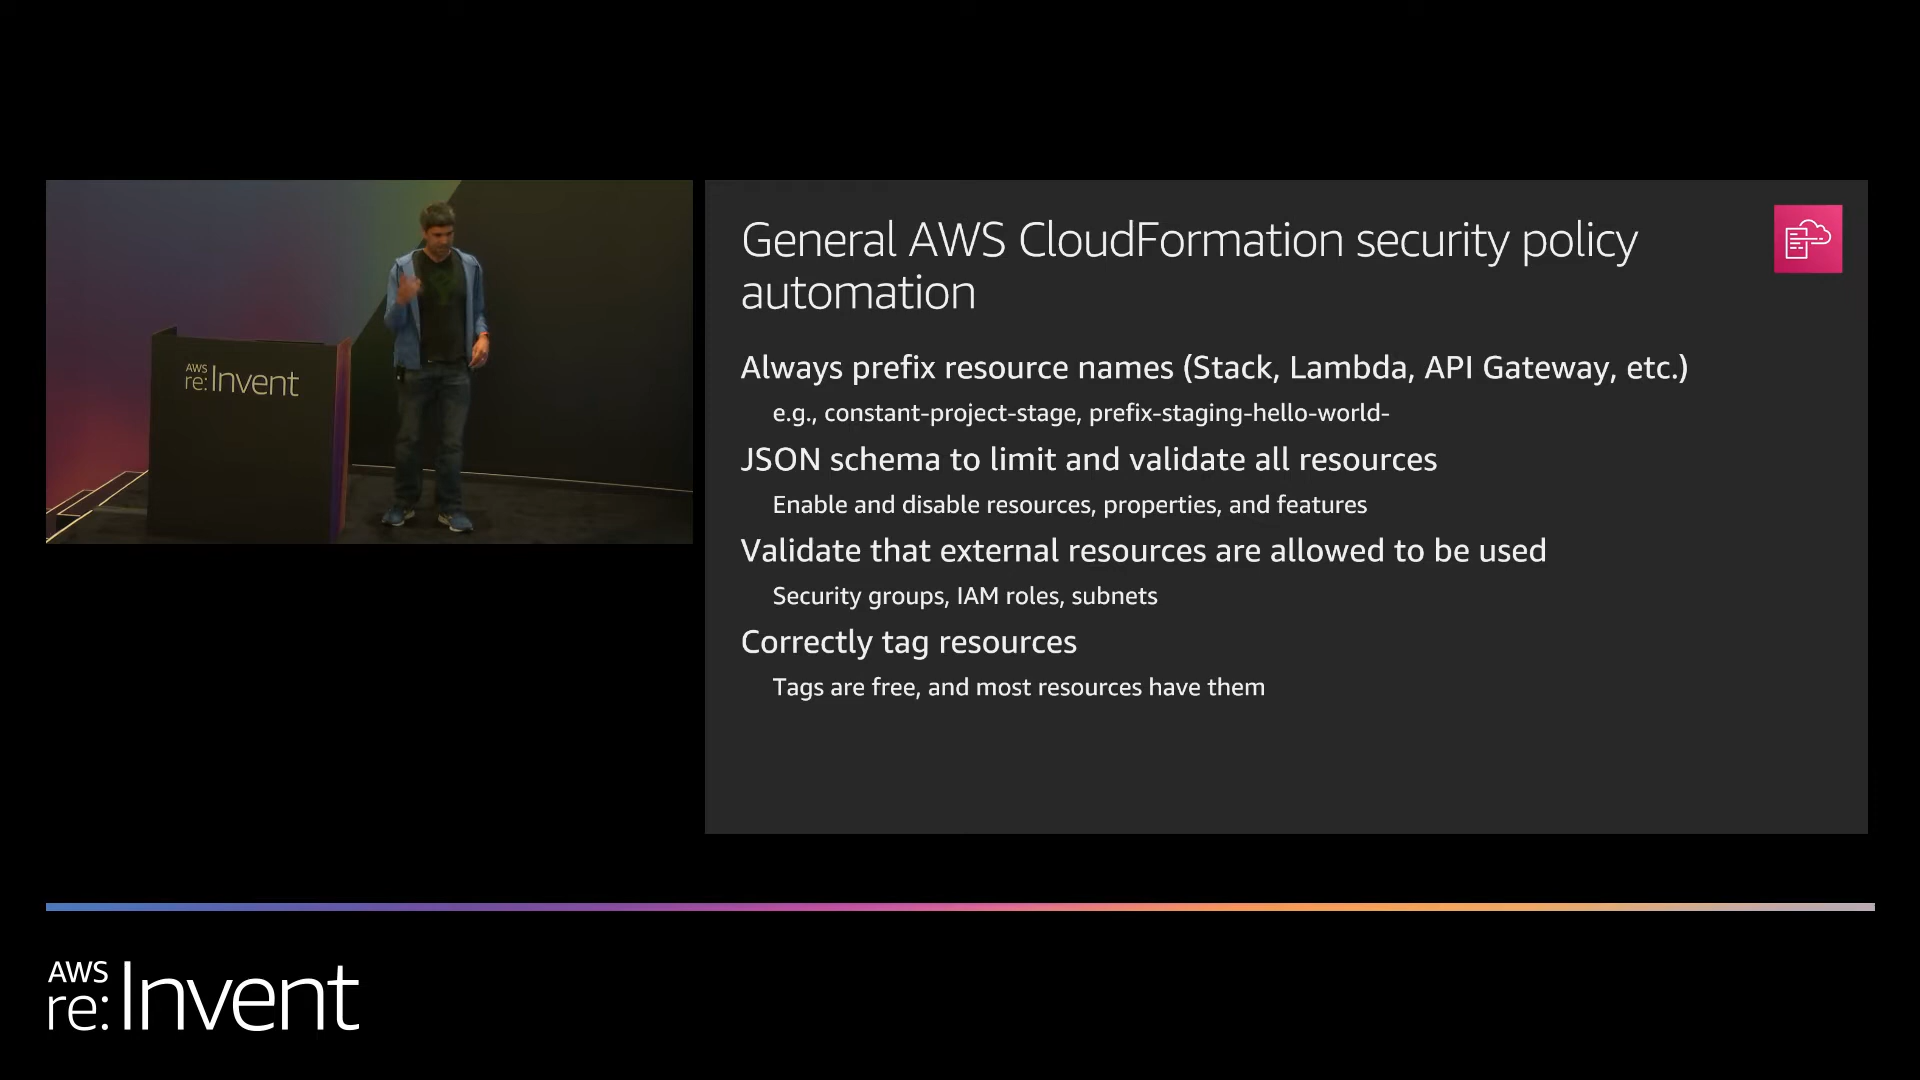 AWS
re:Invent
General AWS CloudFormation security policy
automation
Always prefix resource names (Stack, Lambda, API Gateway, etc.)
e.g., constant-project-stage, prefix-staging-hello-world-
JSON schema to limit and validate all resources
Enable and disable resources, properties, and features
Validate that external resources are allowed to be used
Security groups, IAM roles, subnets
Correctly tag resources
Tags are free, and most resources have them
AWS
re:Invent